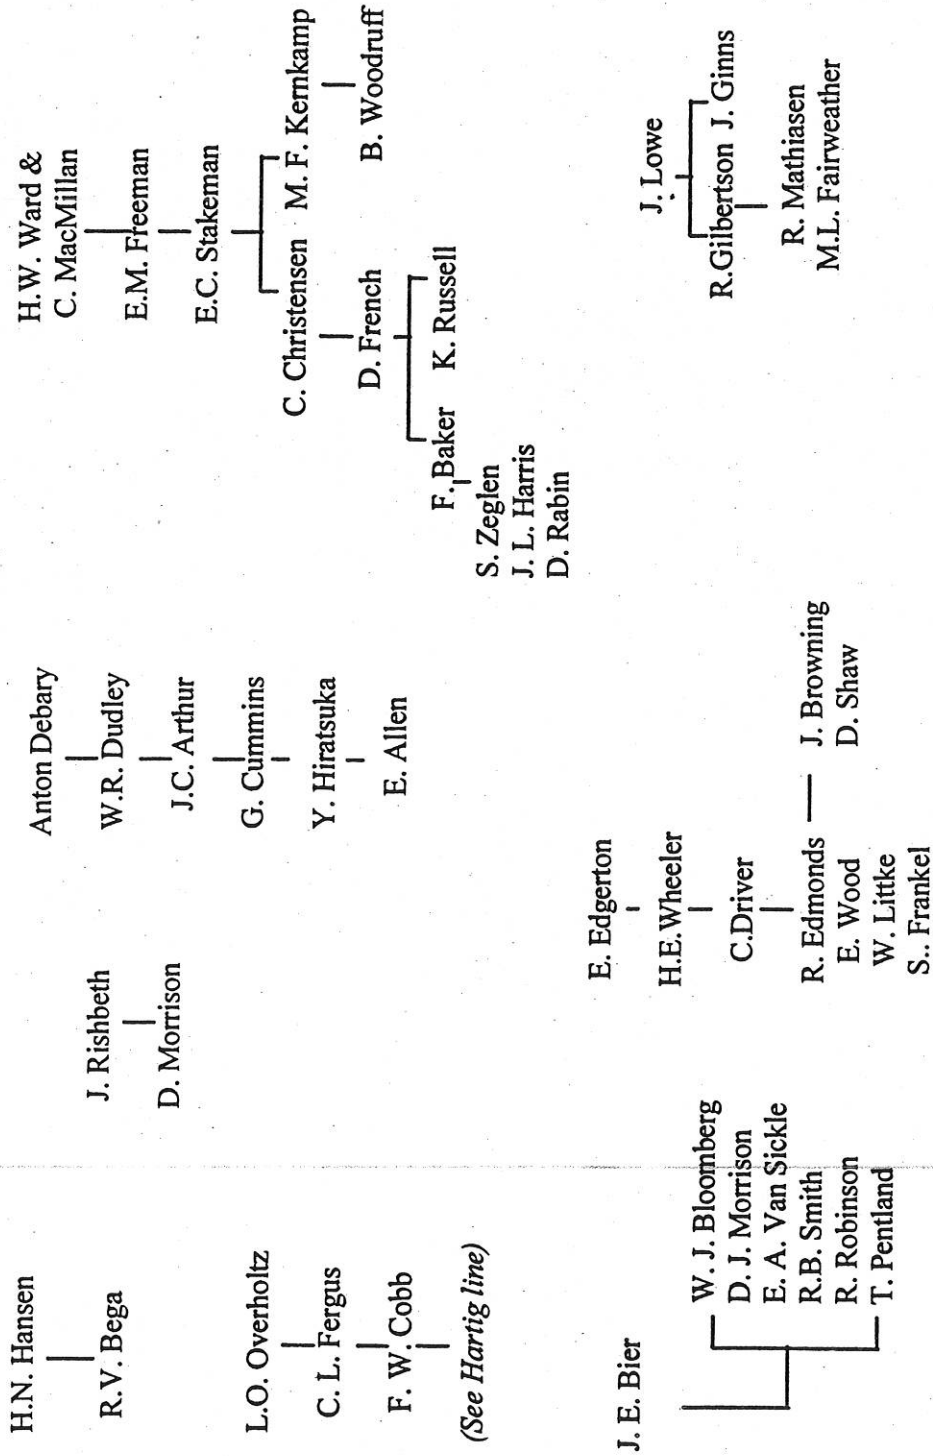 H.N. Hansen
R.V. Bega
L.O. Overholtz
C. L. Fergus
F. W. Cobb
(See Hartig line)
J. E. Bier
W. J. Bloomberg
D. J. Morrison
E. A. Van Sickle
R.B. Smith
R. Robinson
T. Pentland
J. Rishbeth
D. Morrison
Anton Debary
W.R. Dudley
J.C. Arthur
G. Cummins
Y. Hiratsuka
E. Allen
E. Edgerton
H.E.Wheeler
C.Driver
R. Edmonds
E. Wood
W. Littke
S.. Frankel
J. Browning
D. Shaw
H.W. Ward &
C. MacMillan
E.M. Freeman
E.C. Stakeman
C. Christensen M. F. Kernkamp
D. French
B. Woodruff
F. Baker K. Russell
S. Zeglen
J. L. Harris
D. Rabin
J. Lowe
R.Gilbertson J. Ginns
R. Mathiasen
M.L. Fairweather